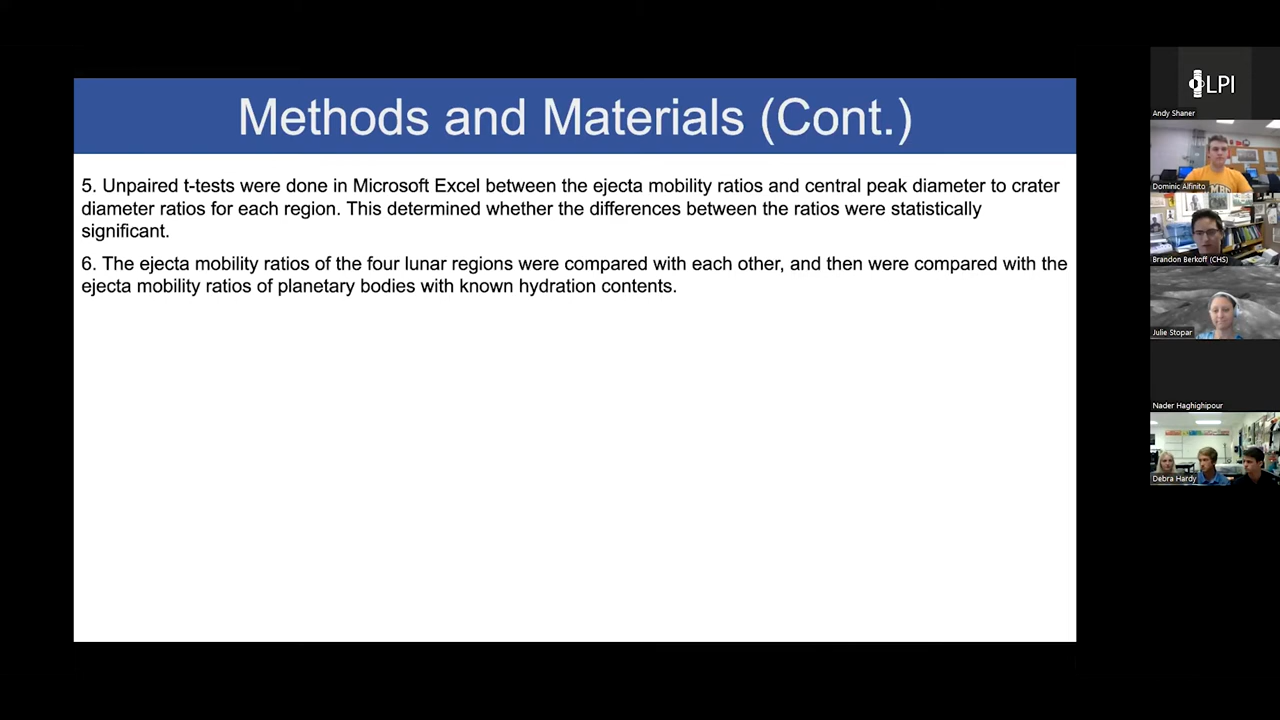 Methods and Materials (Cont.)
5. Unpaired t-tests were done in Microsoft Excel between the ejecta mobility ratios and central peak diameter to crater
diameter ratios for each region. This determined whether the differences between the ratios were statistically
significant.
6. The ejecta mobility ratios of the four lunar regions were compared with each other, and then were compared with the
ejecta mobility ratios of planetary bodies with known hydration contents.
LPI
Andy Shaner
Dominic Alfinito
Brandon Berkoff (CHS)
Julie Stopar
Nader Haghighipour
Debra Hardy